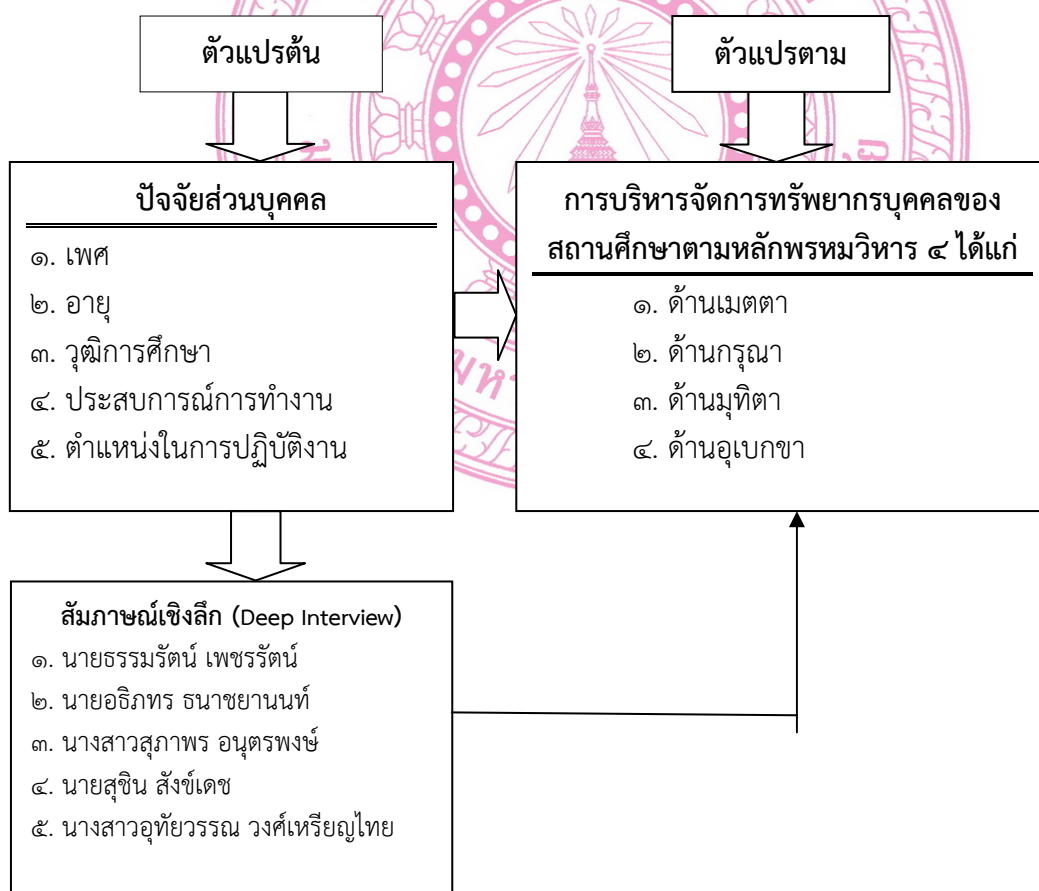 ตัวแปรต้น
ตัวแปรตาม
ปัจจัยส่วนบุคคล
๑. เพศ
๒. อายุ
๓. วุฒิการศึกษา
๔. ประสบการณ์การทำงาน
๕. ตำแหน่งในการปฏิบัติงาน
การบริหารจัดการทรัพยากรบุคคลของ
สถานศึกษาตามหลักพรหมวิหาร ๔ ได้แก่
๑. ด้านเมตตา
๒. ด้านกรุณา
๓. ด้านมุทิตา
๔. ด้านอุเบกขา
สัมภาษณ์เชิงลึก (Deep Interview)
๑. นายธรรมรัตน์ เพชรรัตน์
๒. นายอธิภทร ธนาชยานนท์
๓. นางสาวสุภาพร อนุตรพงษ์
๔. นายสุชิน สังข์เดช
๕. นางสาวอุทัยวรรณ วงศ์เหรียญไทย